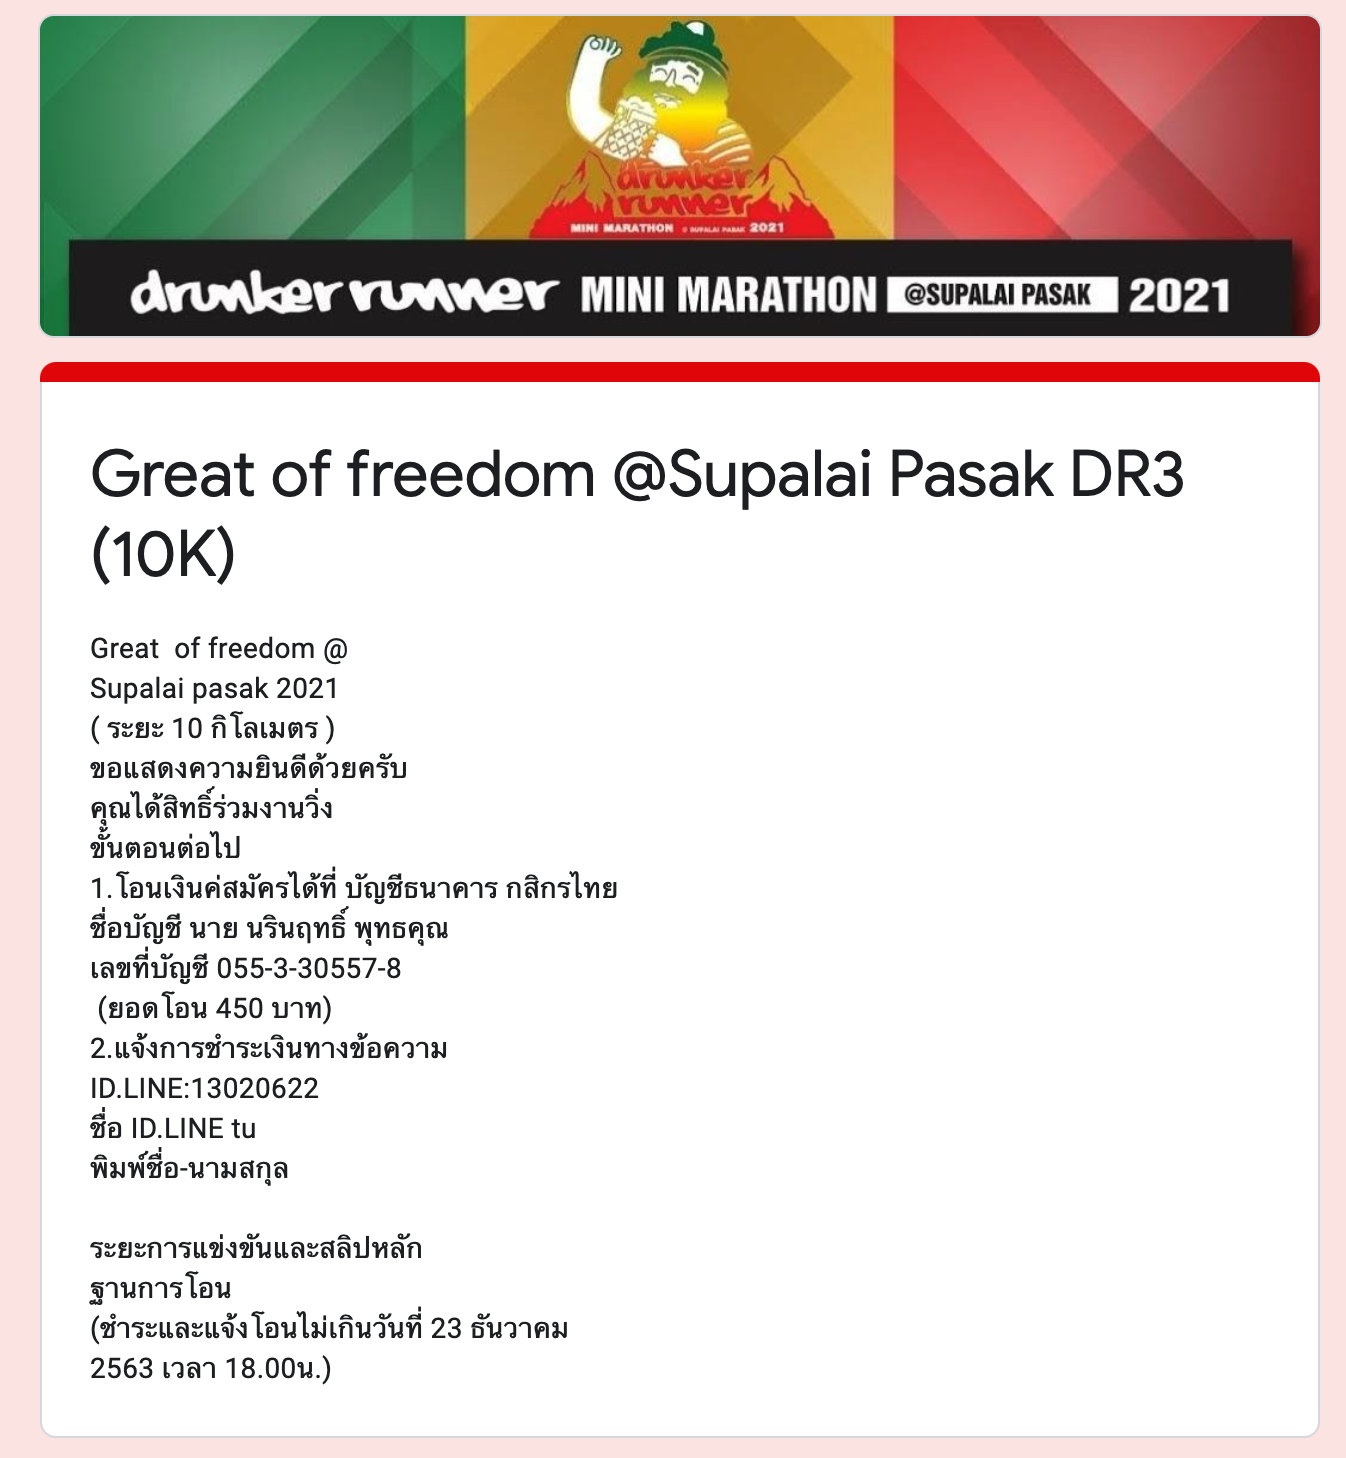 drunker
runner
MINI MARATHON @ SUPALAI PASAK 2021
drunker runner MINI MARATHON @SUPALAI PASAK 2021
Great of freedom @Supalai Pasak DR3
(10K)
Great  of freedom @
Supalai pasak 2021
( ระยะ 10 กิโลเมตร )
ขอแสดงความยินดีด้วยครับ
คุณได้สิทธิ์ร่วมงานวิ่ง
ขั้นตอนต่อไป
1.โอนเงินค่สมัครได้ที่ บัญชีธนาคาร กสิกรไทย
ชื่อบัญชี นาย นรินฤทธิ์ พุทธคุณ
เลขที่บัญชี 055-3-30557-8
(ยอดโอน 450 บาท)
2.แจ้งการชำระเงินทางข้อความ
ID.LINE:13020622
ชื่อ ID.LINE tu
พิมพ์ชื่อ-นามสกุล
ระยะการแข่งขันและสลิปหลัก
ฐานการโอน
(ชำระและแจ้งโอนไม่เกินวันที่ 23 ธันวาคม
2563 เวลา 18.00น.)